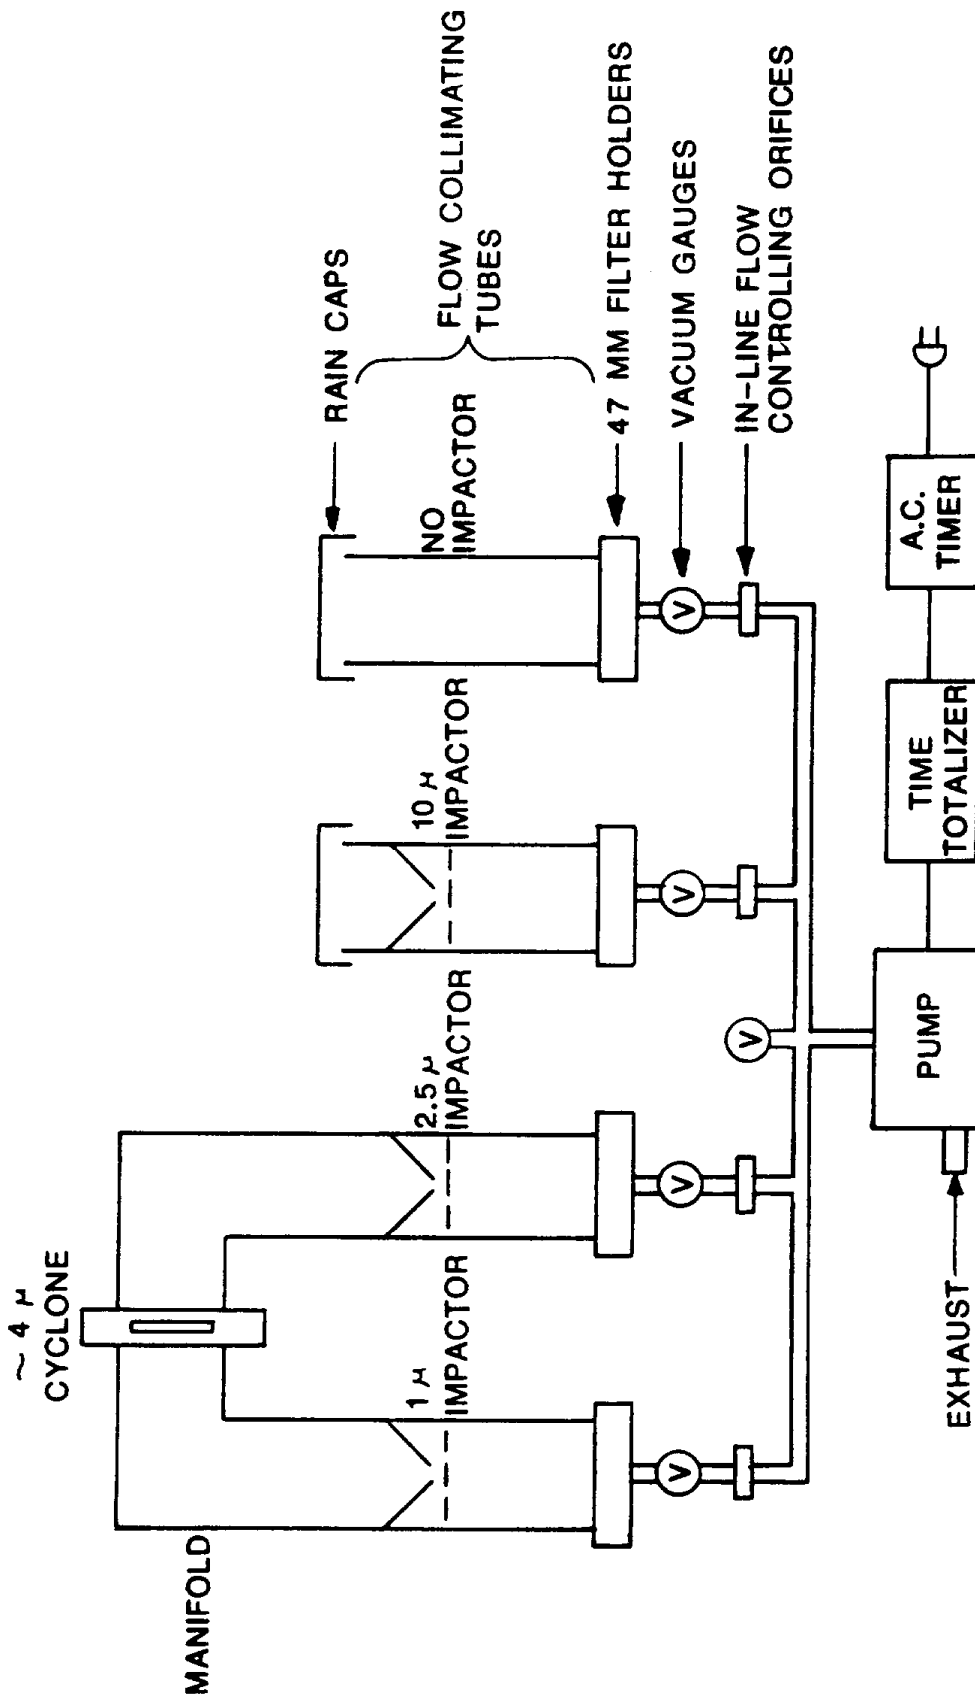 ~ 4 μ
CYCLONE
MANIFOLD
1 μ
IMPACTOR
2.5 μ
IMPACTOR
10 μ
IMPACTOR
NO
IMPACTOR
RAIN CAPS
FLOW COLLIMATING
TUBES
47 MM FILTER HOLDERS
VACUUM GAUGES
IN-LINE FLOW
CONTROLLING ORIFICES
V
V
V
V
V
EXHAUST
PUMP
TIME
TOTALIZER
A.C.
TIMER